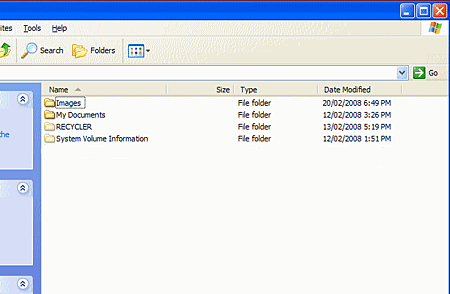 ites Tools Help
Search Folders
Go
Name Size Type Date Modified
Images File folder 20/02/2008 6:49 PM
My Documents File folder 12/02/2008 3:26 PM
RECYCLER File folder 13/02/2008 5:19 PM
the
System Volume Information File folder 12/02/2008 1:51 PM